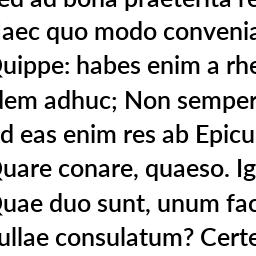 ed ad bona praeterita re
aec quo modo convenia
Quippe: habes enim a rhe
dem adhuc; Non semper
d eas enim res ab Epicu
Quare conare, quaeso. Ig
Quae duo sunt, unum fac
ullae consulatum? Certe